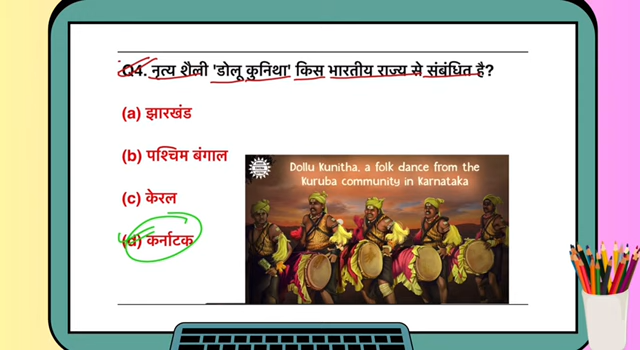 Q4. नृत्य शैली 'डोलू कुनिथा' किस भारतीय राज्य से संबंधित है?
(a) झारखंड
(b) पश्चिम बंगाल
(c) केरल
(d) कर्नाटक
Dollu Kunitha, a folk dance from the
Kuruba community in Karnataka